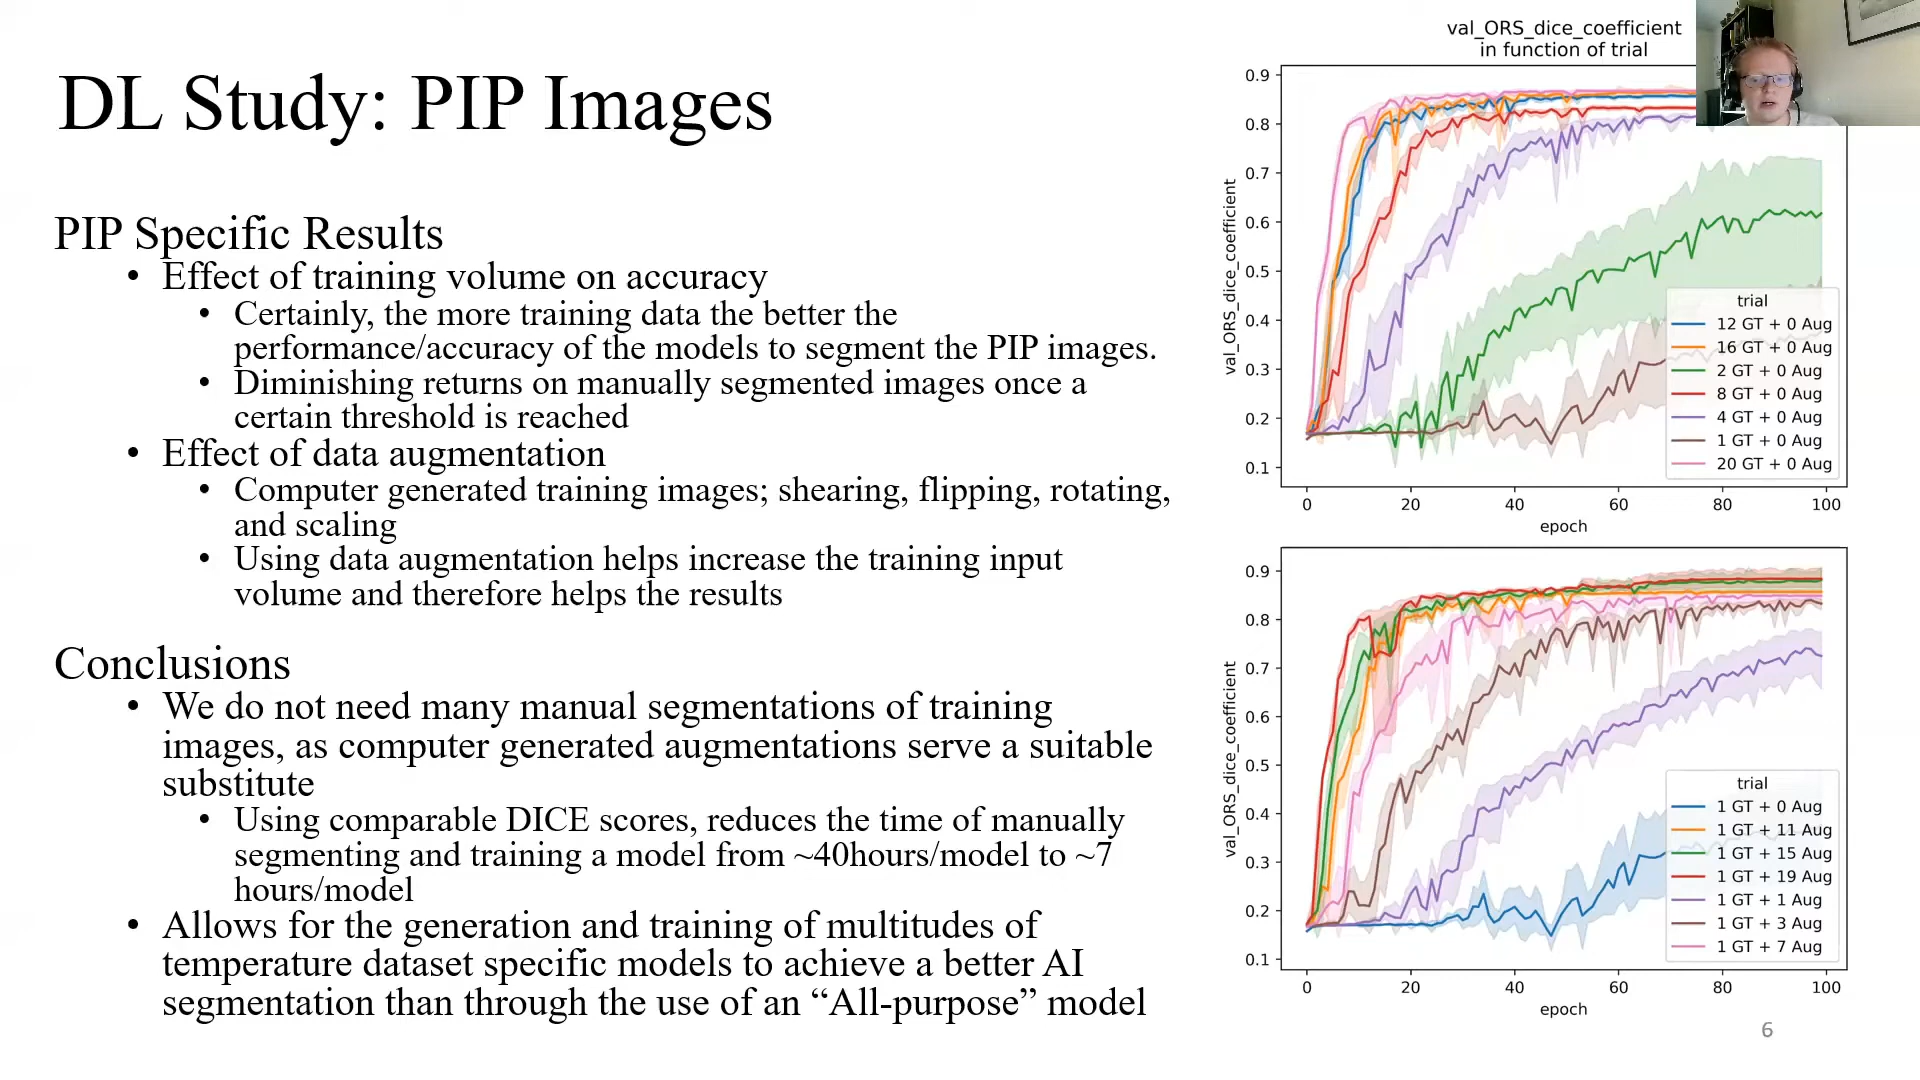 DL Study: PIP Images
PIP Specific Results
• Effect of training volume on accuracy
• Certainly, the more training data the better the
performance/accuracy of the models to segment the PIP images.
• Diminishing returns on manually segmented images once a
certain threshold is reached
• Effect of data augmentation
• Computer generated training images; shearing, flipping, rotating,
and scaling
• Using data augmentation helps increase the training input
volume and therefore helps the results
Conclusions
• We do not need many manual segmentations of training
images, as computer generated augmentations serve a suitable
substitute
• Using comparable DICE scores, reduces the time of manually
segmenting and training a model from ~40hours/model to ~7
hours/model
• Allows for the generation and training of multitudes of
temperature dataset specific models to achieve a better AI
segmentation than through the use of an “All-purpose” model
val_ORS_dice_coefficient
in function of trial
val_ORS_dice_coefficient
0.9
0.8
0.7
0.6
0.5
0.4
0.3
0.2
0.1
trial
12 GT + 0 Aug
16 GT + 0 Aug
2 GT + 0 Aug
8 GT + 0 Aug
4 GT + 0 Aug
1 GT + 0 Aug
20 GT + 0 Aug
0 20 40 60 80 100
epoch
val_ORS_dice_coefficient
0.9
0.8
0.7
0.6
0.5
0.4
0.3
0.2
0.1
trial
1 GT + 0 Aug
1 GT + 11 Aug
1 GT + 15 Aug
1 GT + 19 Aug
1 GT + 1 Aug
1 GT + 3 Aug
1 GT + 7 Aug
0 20 40 60 80 100
epoch
6